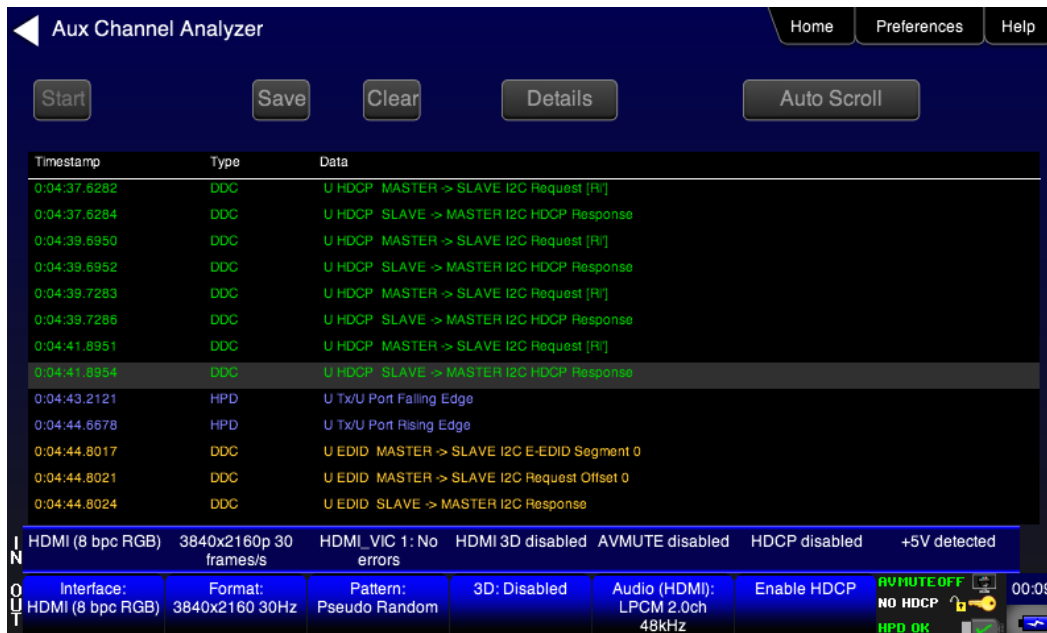 Aux Channel Analyzer
Home
Preferences
Help
Start
Save
Clear
Details
Auto Scroll
Timestamp Type Data
0:04:37.6282 DDC U HDCP MASTER -> SLAVE I2C Request [Ri']
0:04:37.6284 DDC U HDCP SLAVE -> MASTER I2C HDCP Response
0:04:39.6950 DDC U HDCP MASTER -> SLAVE I2C Request [Ri']
0:04:39.6952 DDC U HDCP SLAVE -> MASTER I2C HDCP Response
0:04:39.7283 DDC U HDCP MASTER -> SLAVE I2C Request [Ri']
0:04:39.7286 DDC U HDCP SLAVE -> MASTER I2C HDCP Response
0:04:41.8951 DDC U HDCP MASTER -> SLAVE I2C Request [Ri']
0:04:41.8954 DDC U HDCP SLAVE -> MASTER I2C HDCP Response
0:04:43.2121 HPD U Tx/U Port Falling Edge
0:04:44.6678 HPD U Tx/U Port Rising Edge
0:04:44.8017 DDC U EDID MASTER -> SLAVE I2C E-EDID Segment 0
0:04:44.8021 DDC U EDID MASTER -> SLAVE I2C Request Offset 0
0:04:44.8024 DDC U EDID SLAVE -> MASTER I2C Response
IN
HDMI (8 bpc RGB)
3840x2160p 30
frames/s
HDMI_VIC 1: No
errors
HDMI 3D disabled
AVMUTE disabled
HDCP disabled
+5V detected
OUT
Interface:
HDMI (8 bpc RGB)
Format:
3840x2160 30Hz
Pattern:
Pseudo Random
3D: Disabled
Audio (HDMI):
LPCM 2.0ch
48kHz
Enable HDCP
AVMUTEOFF
NO HDCP
HPD OK
00:09